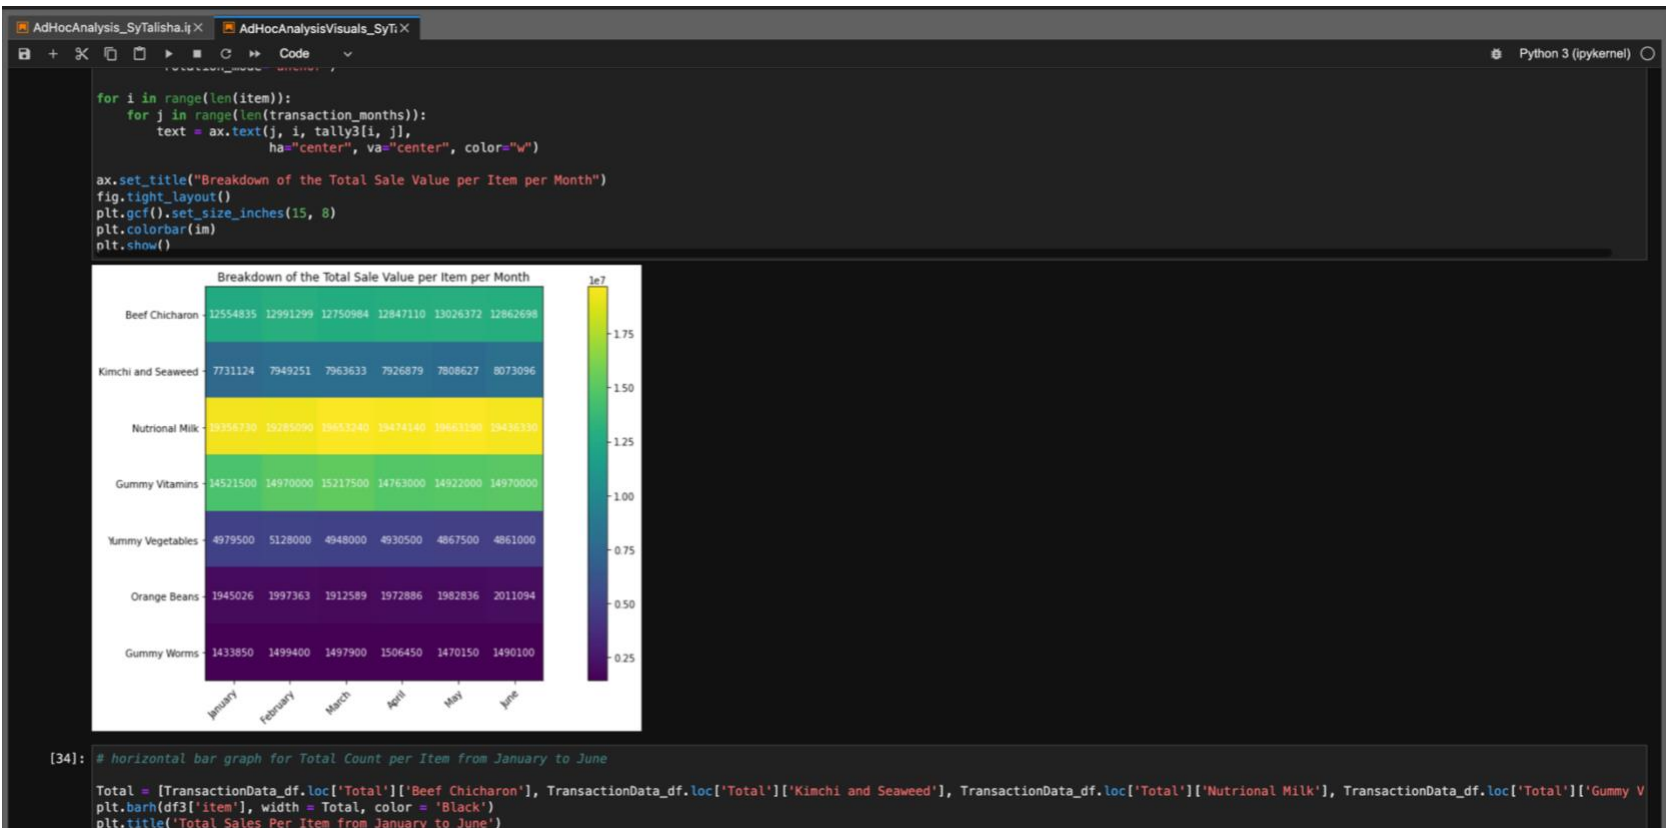 AdHocAnalysis_SyTalisha.ip
AdHocAnalysisVisuals_SyTa
Code
Python 3 (ipykernel)
for i in range(len(item)):
for j in range(len(transaction_months)):
text = ax.text(j, i, tally3[i, j],
ha="center", va="center", color="w")
ax.set_title("Breakdown of the Total Sale Value per Item per Month")
fig.tight_layout()
plt.gcf().set_size_inches(15, 8)
plt.colorbar(im)
plt.show()
Breakdown of the Total Sale Value per Item per Month
1e7
Beef Chicharon 12554835 12991299 12750984 12847110 13026372 12862698
Kimchi and Seaweed 7731124 7949251 7963633 7926879 7808627 8073096
Nutrional Milk 19356730 19285090 19653240 19474140 19663190 19436330
Gummy Vitamins 14521500 14970000 15217500 14763000 14922000 14970000
Yummy Vegetables 4979500 5128000 4948000 4930500 4867500 4861000
Orange Beans 1945026 1997363 1912589 1972886 1982836 2011094
Gummy Worms 1433850 1499400 1497900 1506450 1470150 1490100
January February March April May June
1.75
1.50
1.25
1.00
0.75
0.50
0.25
[34]: # horizontal bar graph for Total Count per Item from January to June
Total = [TransactionData_df.loc['Total']['Beef Chicharon'], TransactionData_df.loc['Total']['Kimchi and Seaweed'], TransactionData_df.loc['Total']['Nutrional Milk'], TransactionData_df.loc['Total']['Gummy V
plt.barh(df3['item'], width = Total, color = 'Black')
plt.title('Total Sales Per Item from January to June')